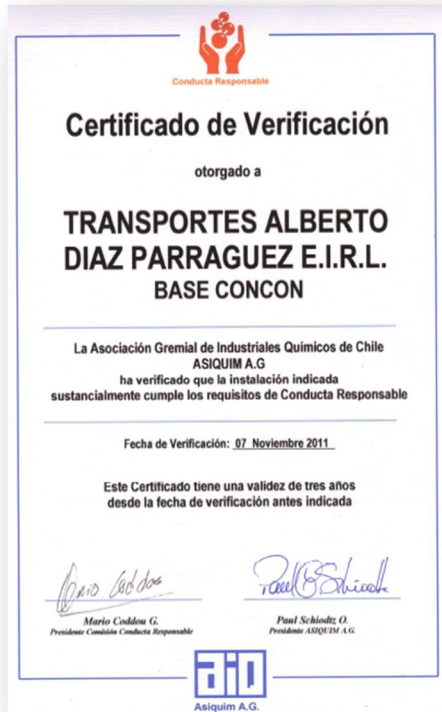 Conducta Responsable
Certificado de Verificación
otorgado a
TRANSPORTES ALBERTO
DIAZ PARRAGUEZ E.I.R.L.
BASE CONCON
La Asociación Gremial de Industriales Químicos de Chile
ASIQUIM A.G
ha verificado que la instalación indicada
sustancialmente cumple los requisitos de Conducta Responsable
Fecha de Verificación: 07 Noviembre 2011
Este Certificado tiene una validez de tres años
desde la fecha de verificación antes indicada
Mario Coddou G.
Presidente Comisión Conducta Responsable
Paul Schiodtz O.
Presidente ASIQUIM A.G.
aiq
Asiquim A.G.